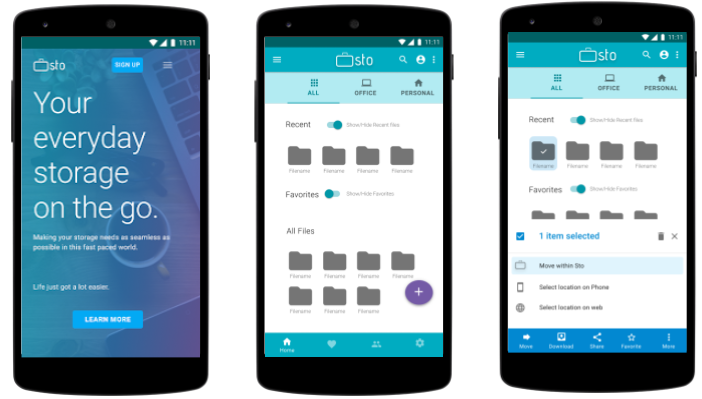 11:11
sto
SIGN UP
Your
everyday
storage
on the go.
Making your storage needs as seamless as
possible in this fast paced world.
Life just got a lot easier.
LEARN MORE
11:11
sto
ALL
OFFICE
PERSONAL
Recent
Show/Hide Recent files
Filename
Filename
Filename
Filename
Favorites
Show/Hide Favorites
All Files
Filename
Filename
Filename
Filename
Filename
Filename
Filename
Home
11:11
sto
ALL
OFFICE
PERSONAL
Recent
Show/Hide Recent files
Filename
Filename
Filename
Filename
Favorites
Show/Hide Favorites
1 item selected
Move within Sto
Select location on Phone
Select location on web
Move
Download
Share
Favorite
More